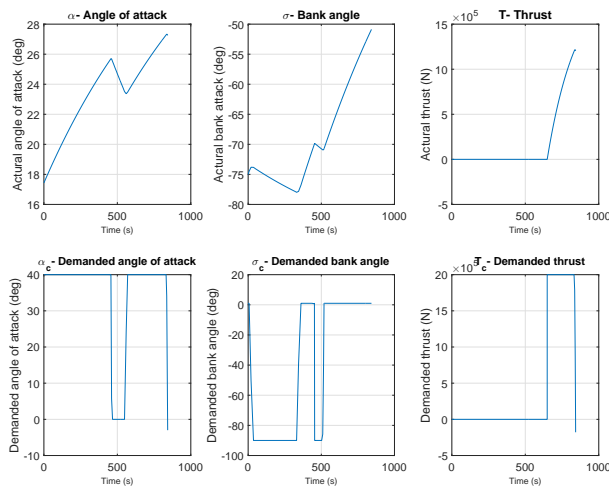 α- Angle of attack
σ- Bank angle
T- Thrust
×10⁵
28
26
24
22
20
18
16
-50
-55
-60
-65
-70
-75
-80
15
10
5
0
-5
Actural angle of attack (deg)
Actural bank attack (deg)
Actural thrust (N)
0 500 1000
0 500 1000
0 500 1000
Time (s)
Time (s)
Time (s)
α_c- Demanded angle of attack
σ_c- Demanded bank angle
×10⁵
T_c- Demanded thrust
40
30
20
10
0
-10
20
0
-20
-40
-60
-80
-100
20
15
10
5
0
-5
Demanded angle of attack (deg)
Demanded bank angle (deg)
Demanded thrust (N)
0 500 1000
0 500 1000
0 500 1000
Time (s)
Time (s)
Time (s)